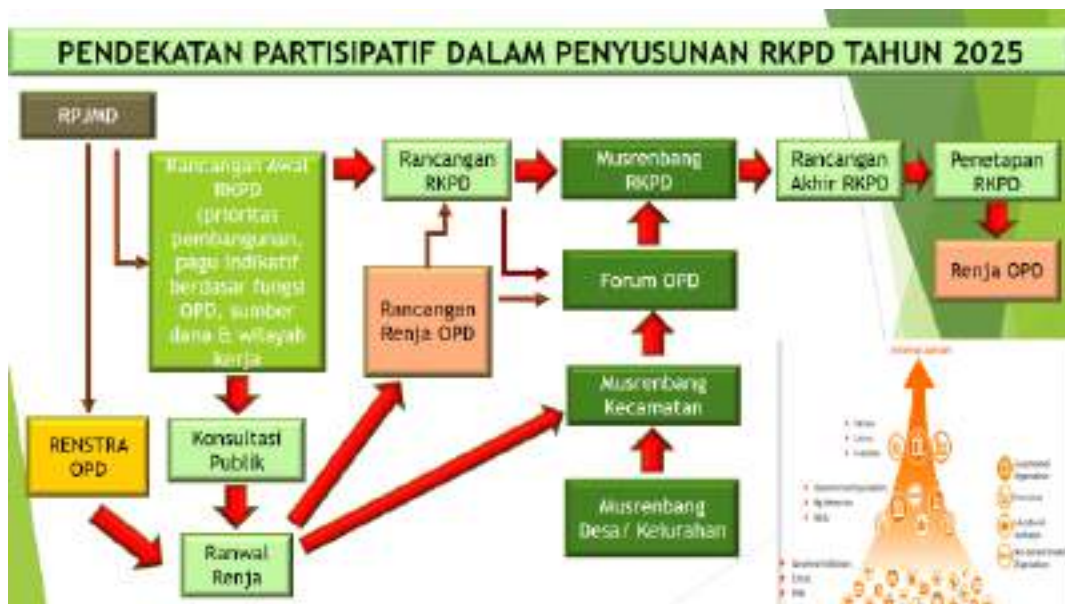 PENDEKATAN PARTISIPATIF DALAM PENYUSUNAN RKPD TAHUN 2025
RPJMD
Rancangan Awal
RKPD
(prioritas
pembangunan,
pagu indikatif
berdasar fungsi
OPD, sumber
dana & wilayah
kerja
Rancangan
RKPD
Musrenbang
RKPD
Rancangan
Akhir RKPD
Penetapan
RKPD
Renja OPD
Rancangan
Renja OPD
Forum OPD
Musrenbang
Kecamatan
RENSTRA
OPD
Konsultasi
Publik
Musrenbang
Desa/ Kelurahan
Ranwal
Renja